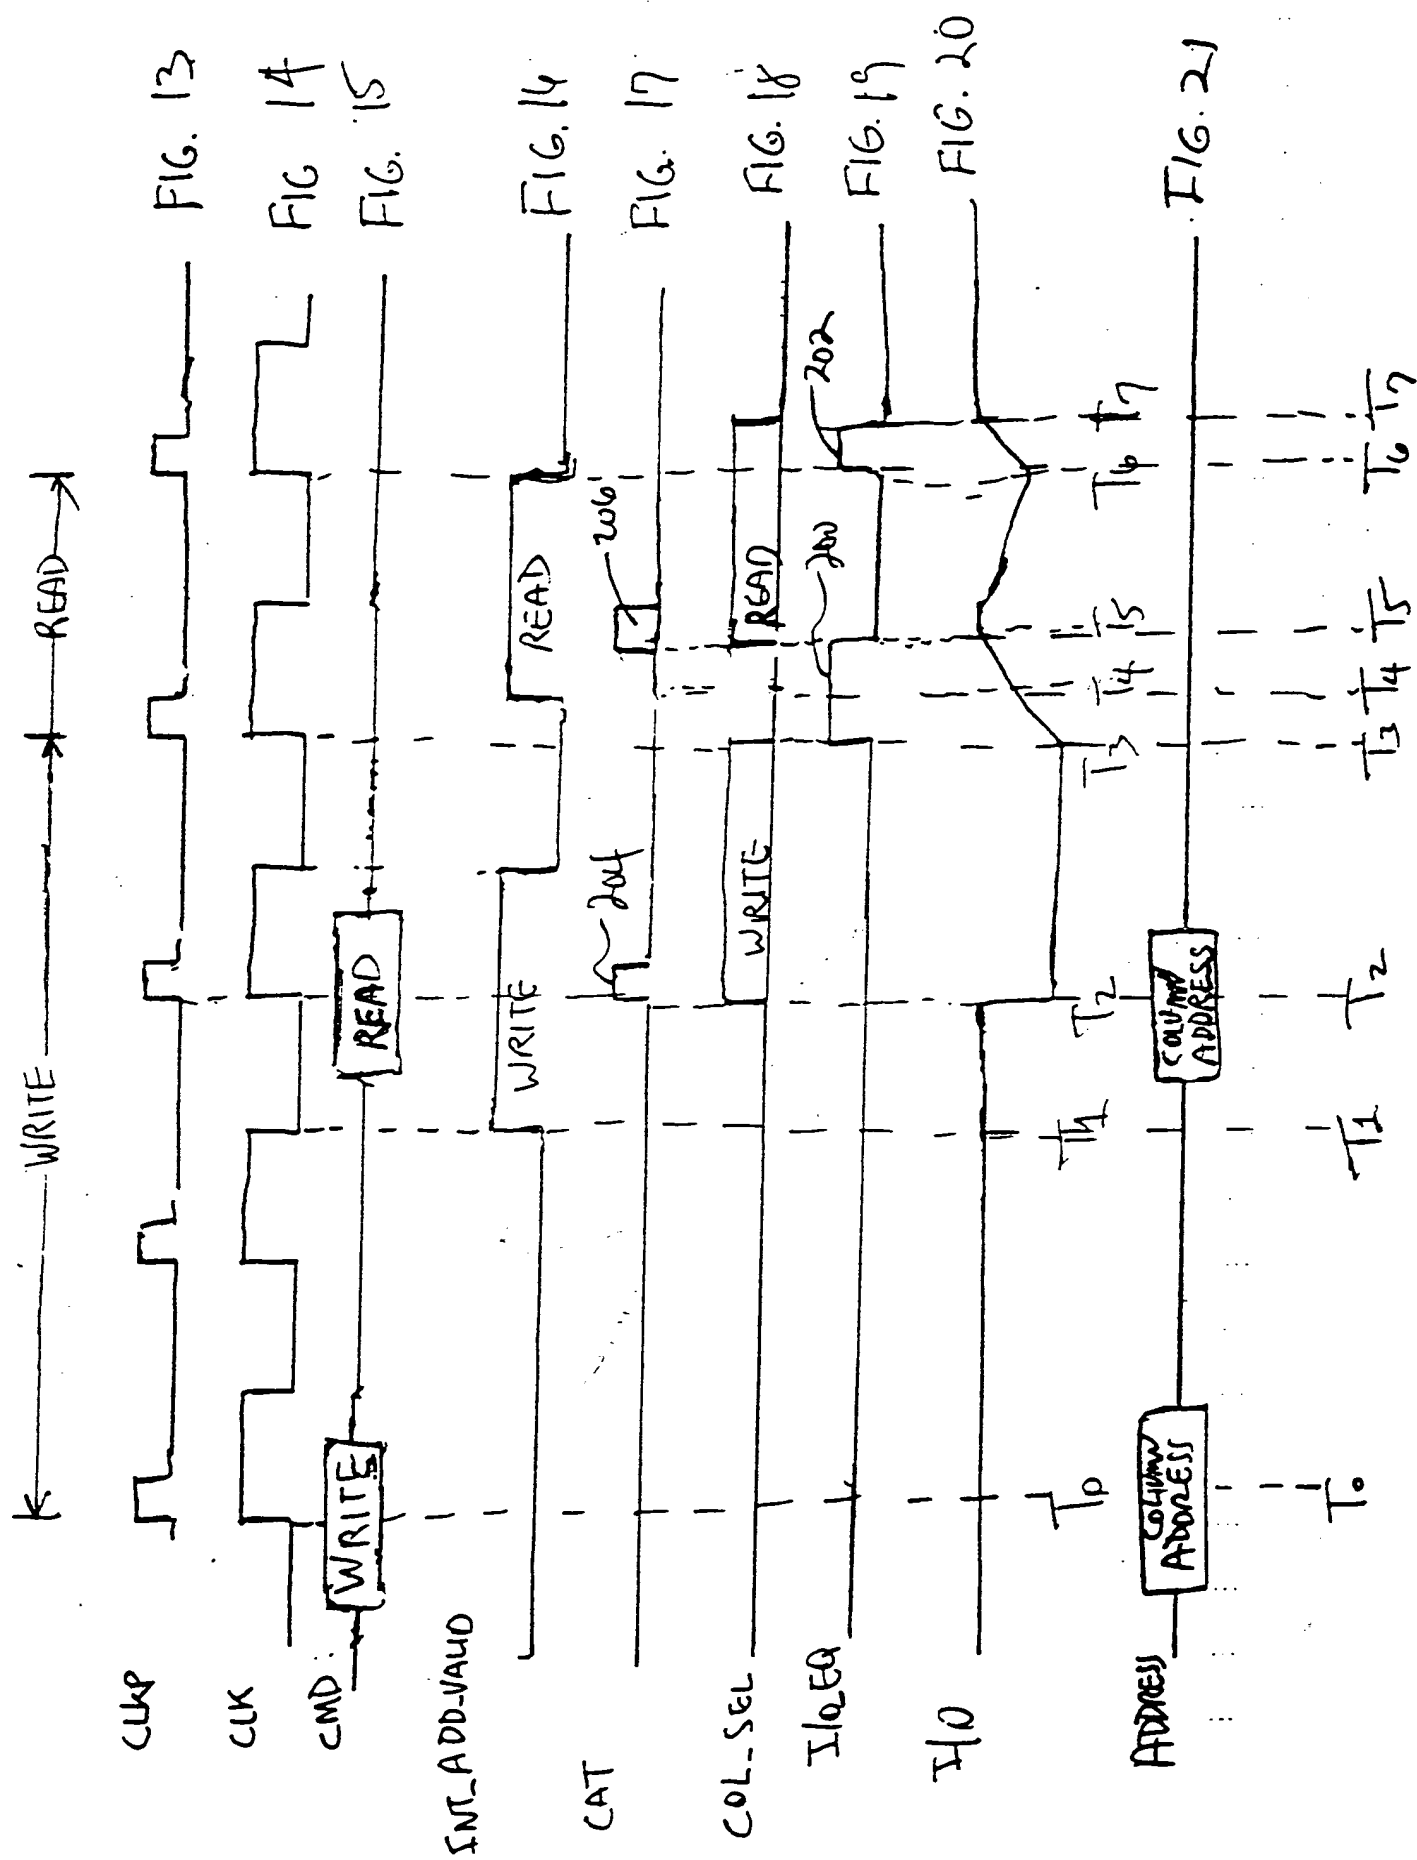 WRITE
READ
CLKP
FIG. 13
CLK
FIG 14
CMD
WRITE
READ
FIG. 15
INT_ADD_VALID
WRITE
READ
FIG. 16
CAT
204
206
FIG. 17
COL_SEL
WRITE
READ
FIG. 18
I/O_EQ
200
202
FIG. 19
I/O
FIG. 20
T0
T1
T2
T3
T4
T5
T6
T7
ADDRESS
COLUMN
ADDRESS
COLUMN
ADDRESS
FIG. 21
T0
T1
T2
T3
T4
T5
T6
T7